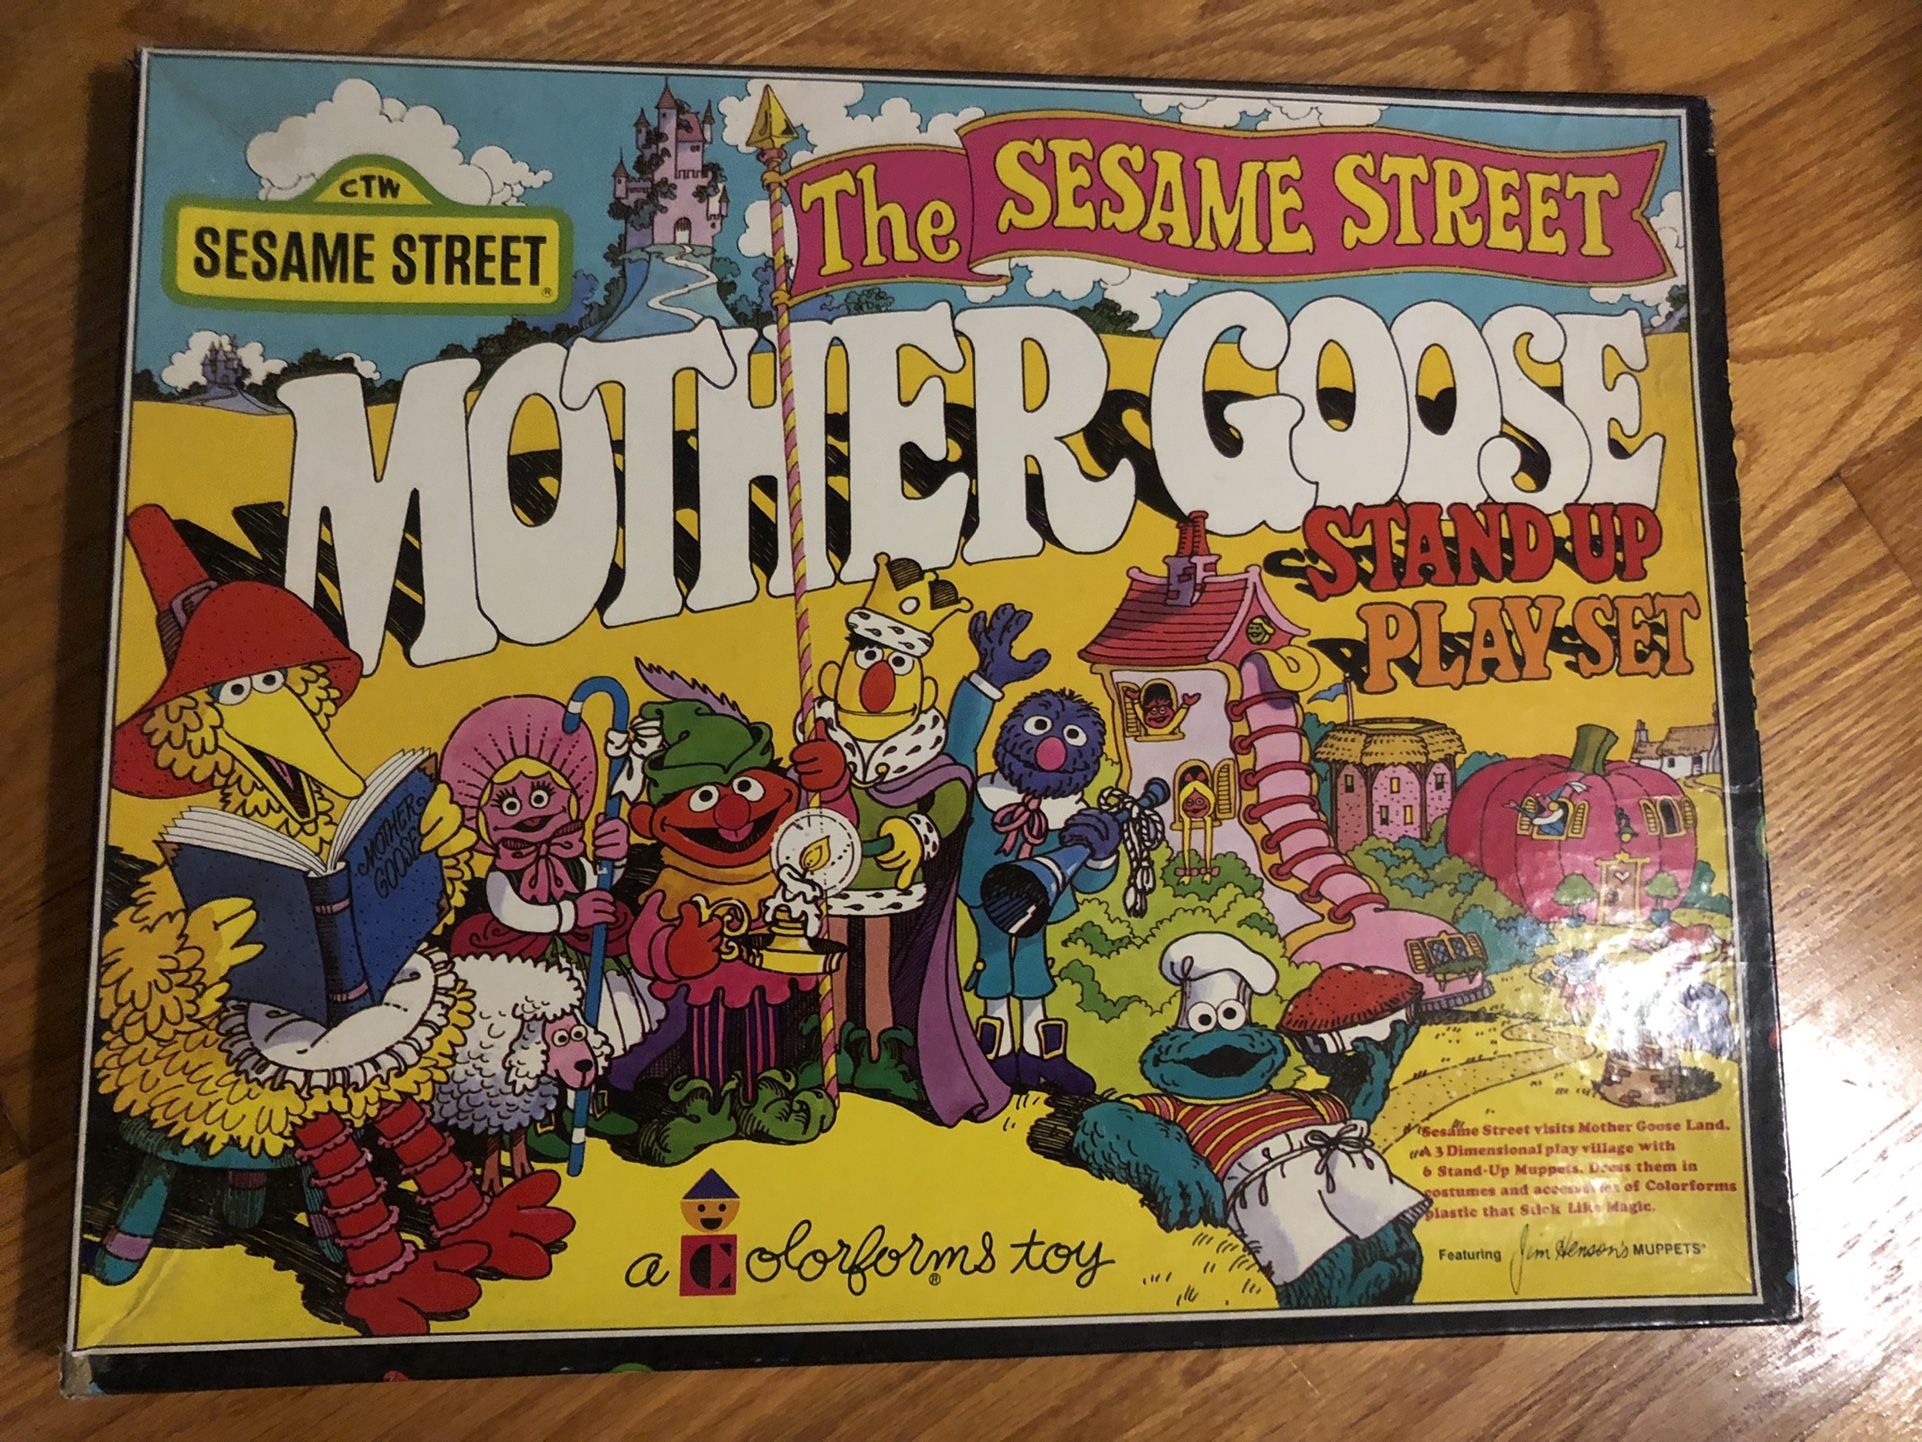 CTW
SESAME STREET®
The SESAME STREET
MOTHER GOOSE
STAND UP
PLAY SET
MOTHER
GOOSE
Sesame Street visits Mother Goose Land.
A 3 Dimensional play village with
6 Stand-Up Muppets. Dress them in
costumes and accessories of Colorforms
plastic that Stick Like Magic.
Featuring Jim Henson's MUPPETS
a Colorforms® toy